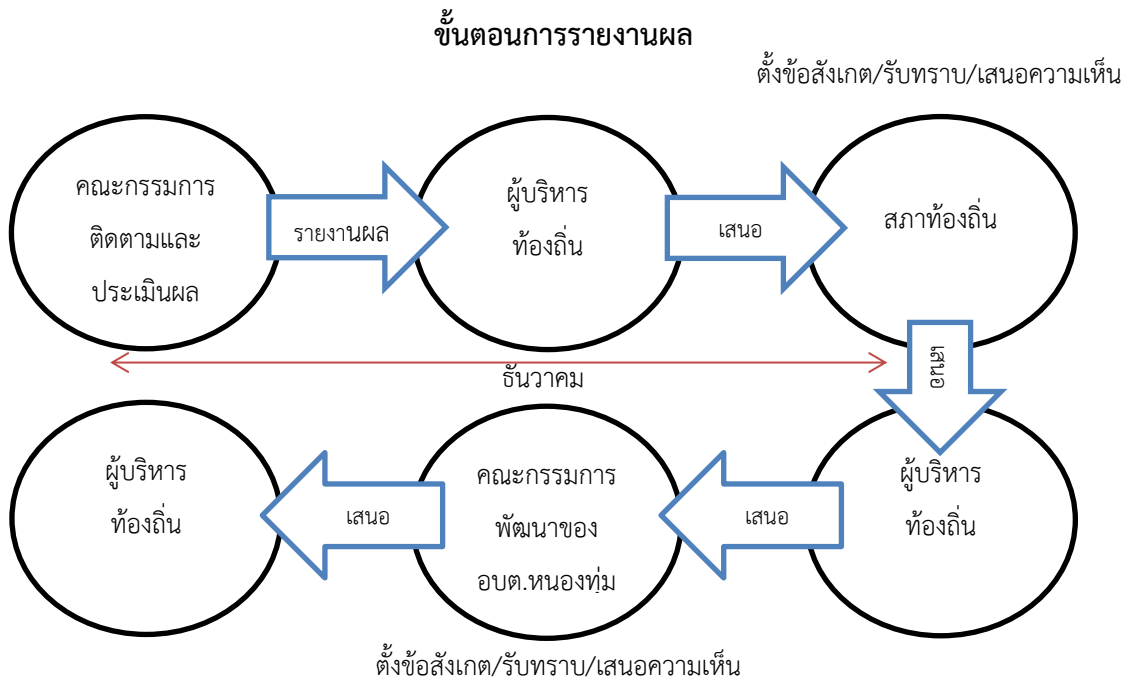 ขั้นตอนการรายงานผล
ตั้งข้อสังเกต/รับทราบ/เสนอความเห็น
คณะกรรมการ
ติดตามและ
ประเมินผล
รายงานผล
ผู้บริหาร
ท้องถิ่น
เสนอ
สภาท้องถิ่น
เสนอ
ธันวาคม
ผู้บริหาร
ท้องถิ่น
เสนอ
คณะกรรมการ
พัฒนาของ
อบต.หนองทุ่ม
เสนอ
ผู้บริหาร
ท้องถิ่น
ตั้งข้อสังเกต/รับทราบ/เสนอความเห็น